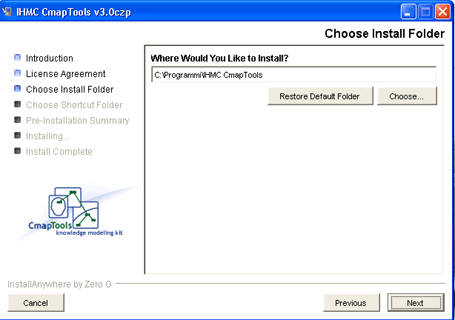 IHMC CmapTools v3.0czp
Choose Install Folder
Introduction
License Agreement
Choose Install Folder
Choose Shortcut Folder
Pre-Installation Summary
Installing...
Install Complete
CmapTools
knowledge modeling kit
Where Would You Like to Install?
C:\Programmi\IHMC CmapTools
Restore Default Folder
Choose...
InstallAnywhere by Zero G
Cancel
Previous
Next